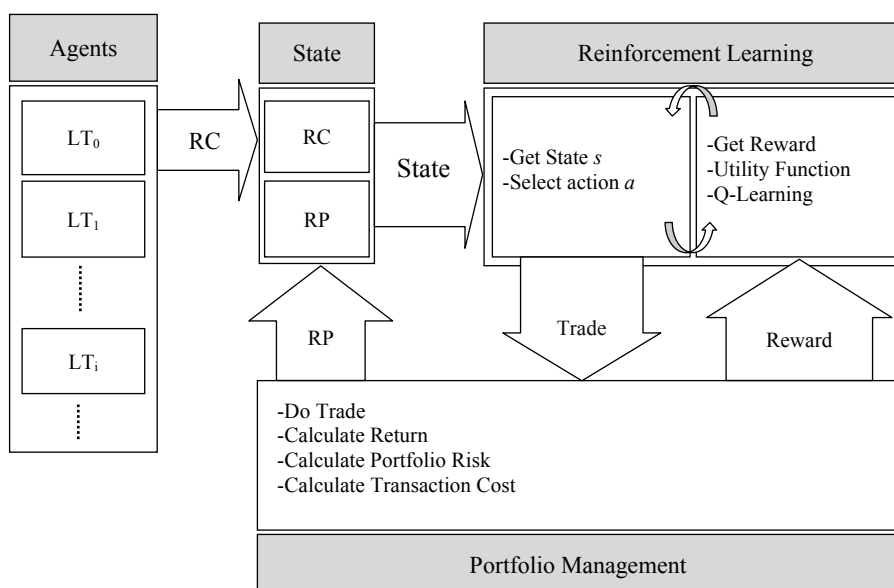 Agents
State
Reinforcement Learning
LT0
RC
RC
State
-Get State s
-Select action a
-Get Reward
-Utility Function
-Q-Learning
LT1
RP
LTi
RP
Trade
Reward
-Do Trade
-Calculate Return
-Calculate Portfolio Risk
-Calculate Transaction Cost
Portfolio Management